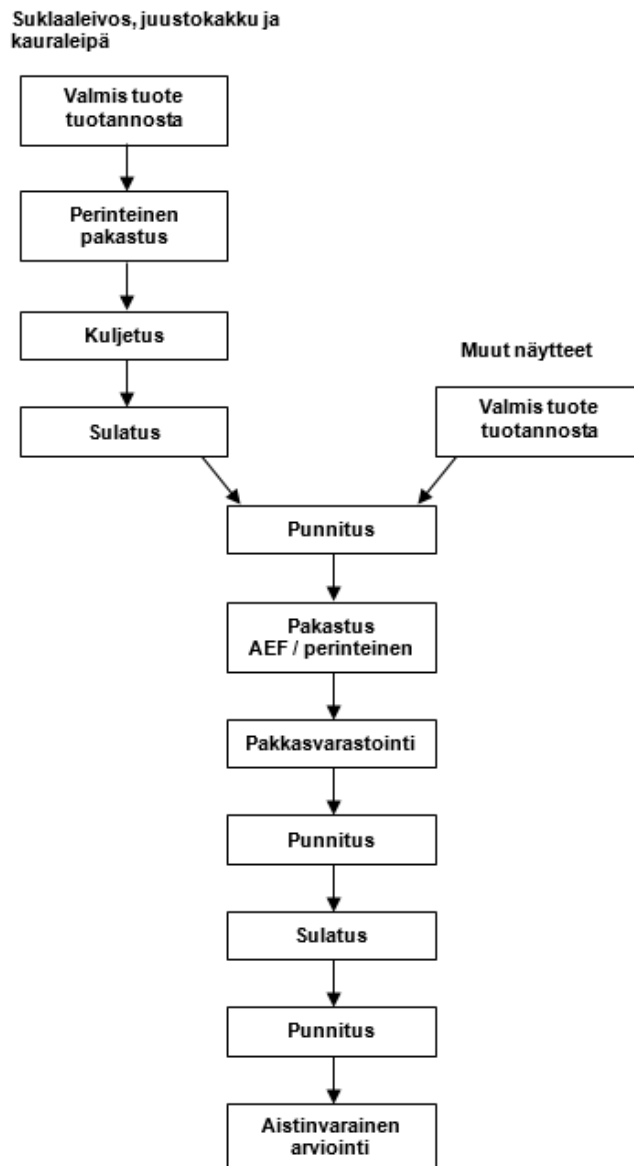 Suklaaleivos, juustokakku ja
kauraleipä
Valmis tuote
tuotannosta
Perinteinen
pakastus
Kuljetus
Sulatus
Muut näytteet
Valmis tuote
tuotannosta
Punnitus
Pakastus
AEF / perinteinen
Pakkasvarastointi
Punnitus
Sulatus
Punnitus
Aistinvarainen
arviointi